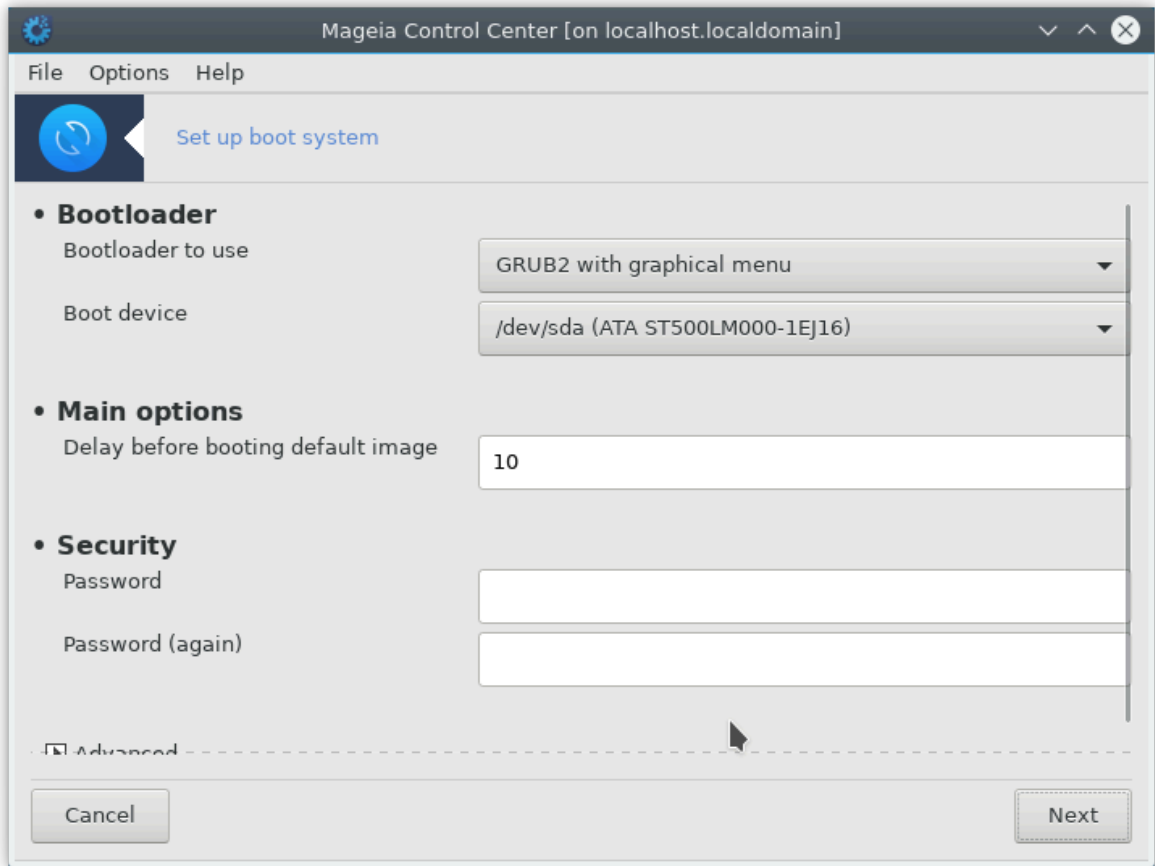 Mageia Control Center [on localhost.localdomain]
File Options Help
Set up boot system
• Bootloader
Bootloader to use
GRUB2 with graphical menu
Boot device
/dev/sda (ATA ST500LM000-1EJ16)
• Main options
Delay before booting default image
10
• Security
Password
Password (again)
Advanced
Cancel Next